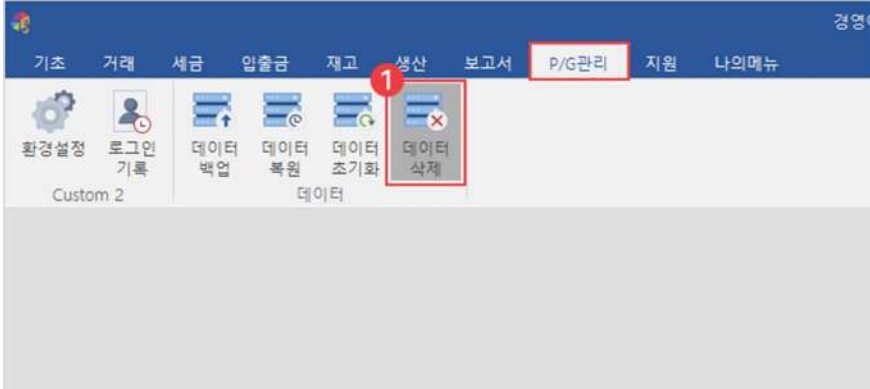 경영
기초 거래 세금 입출금 재고 생산 보고서 P/G관리 지원 나의메뉴
1
환경설정 로그인 데이터 데이터 데이터 데이터
기록 백업 복원 초기화 삭제
Custom 2 데이터